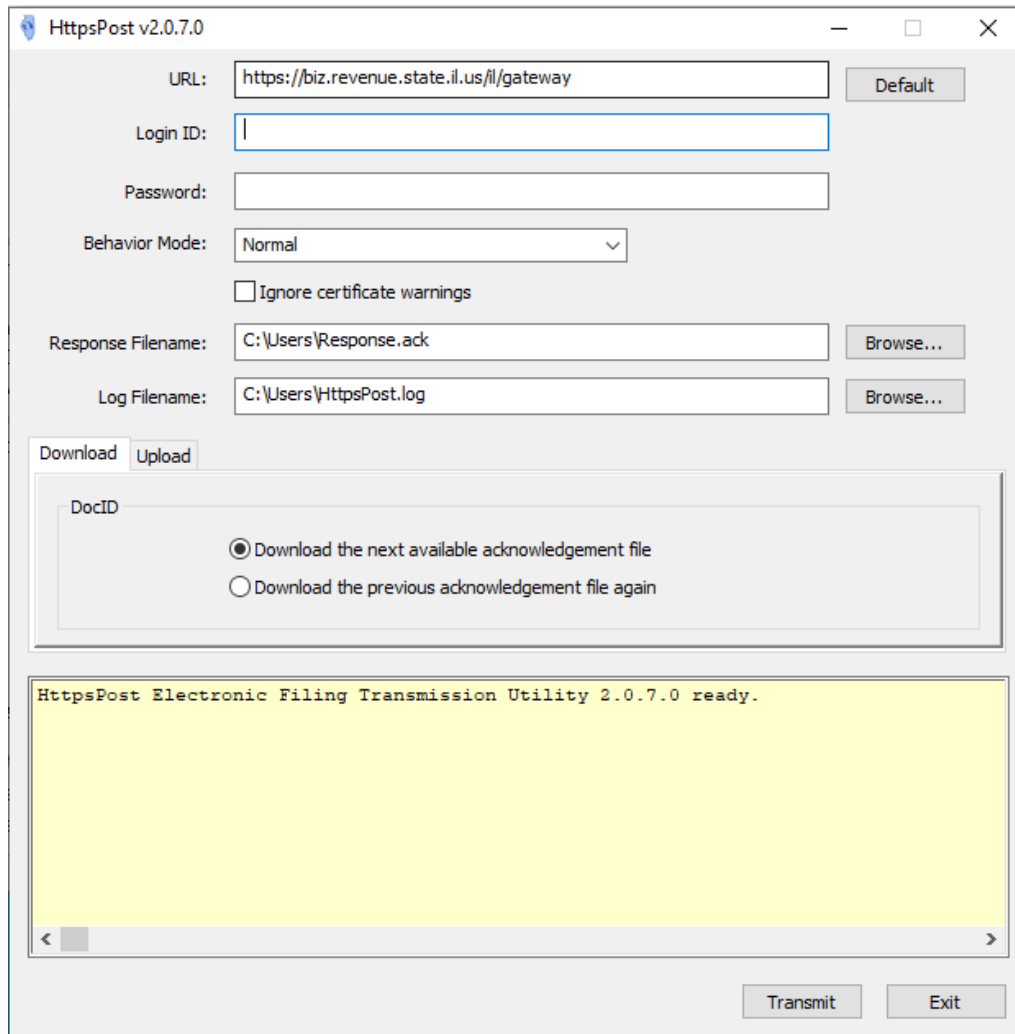 HttpsPost v2.0.7.0
URL: https://biz.revenue.state.il.us/il/gateway Default
Login ID:
Password:
Behavior Mode: Normal
Ignore certificate warnings
Response Filename: C:\Users\Response.ack Browse...
Log Filename: C:\Users\HttpsPost.log Browse...
Download Upload
DocID
Download the next available acknowledgement file
Download the previous acknowledgement file again
HttpsPost Electronic Filing Transmission Utility 2.0.7.0 ready.
Transmit Exit